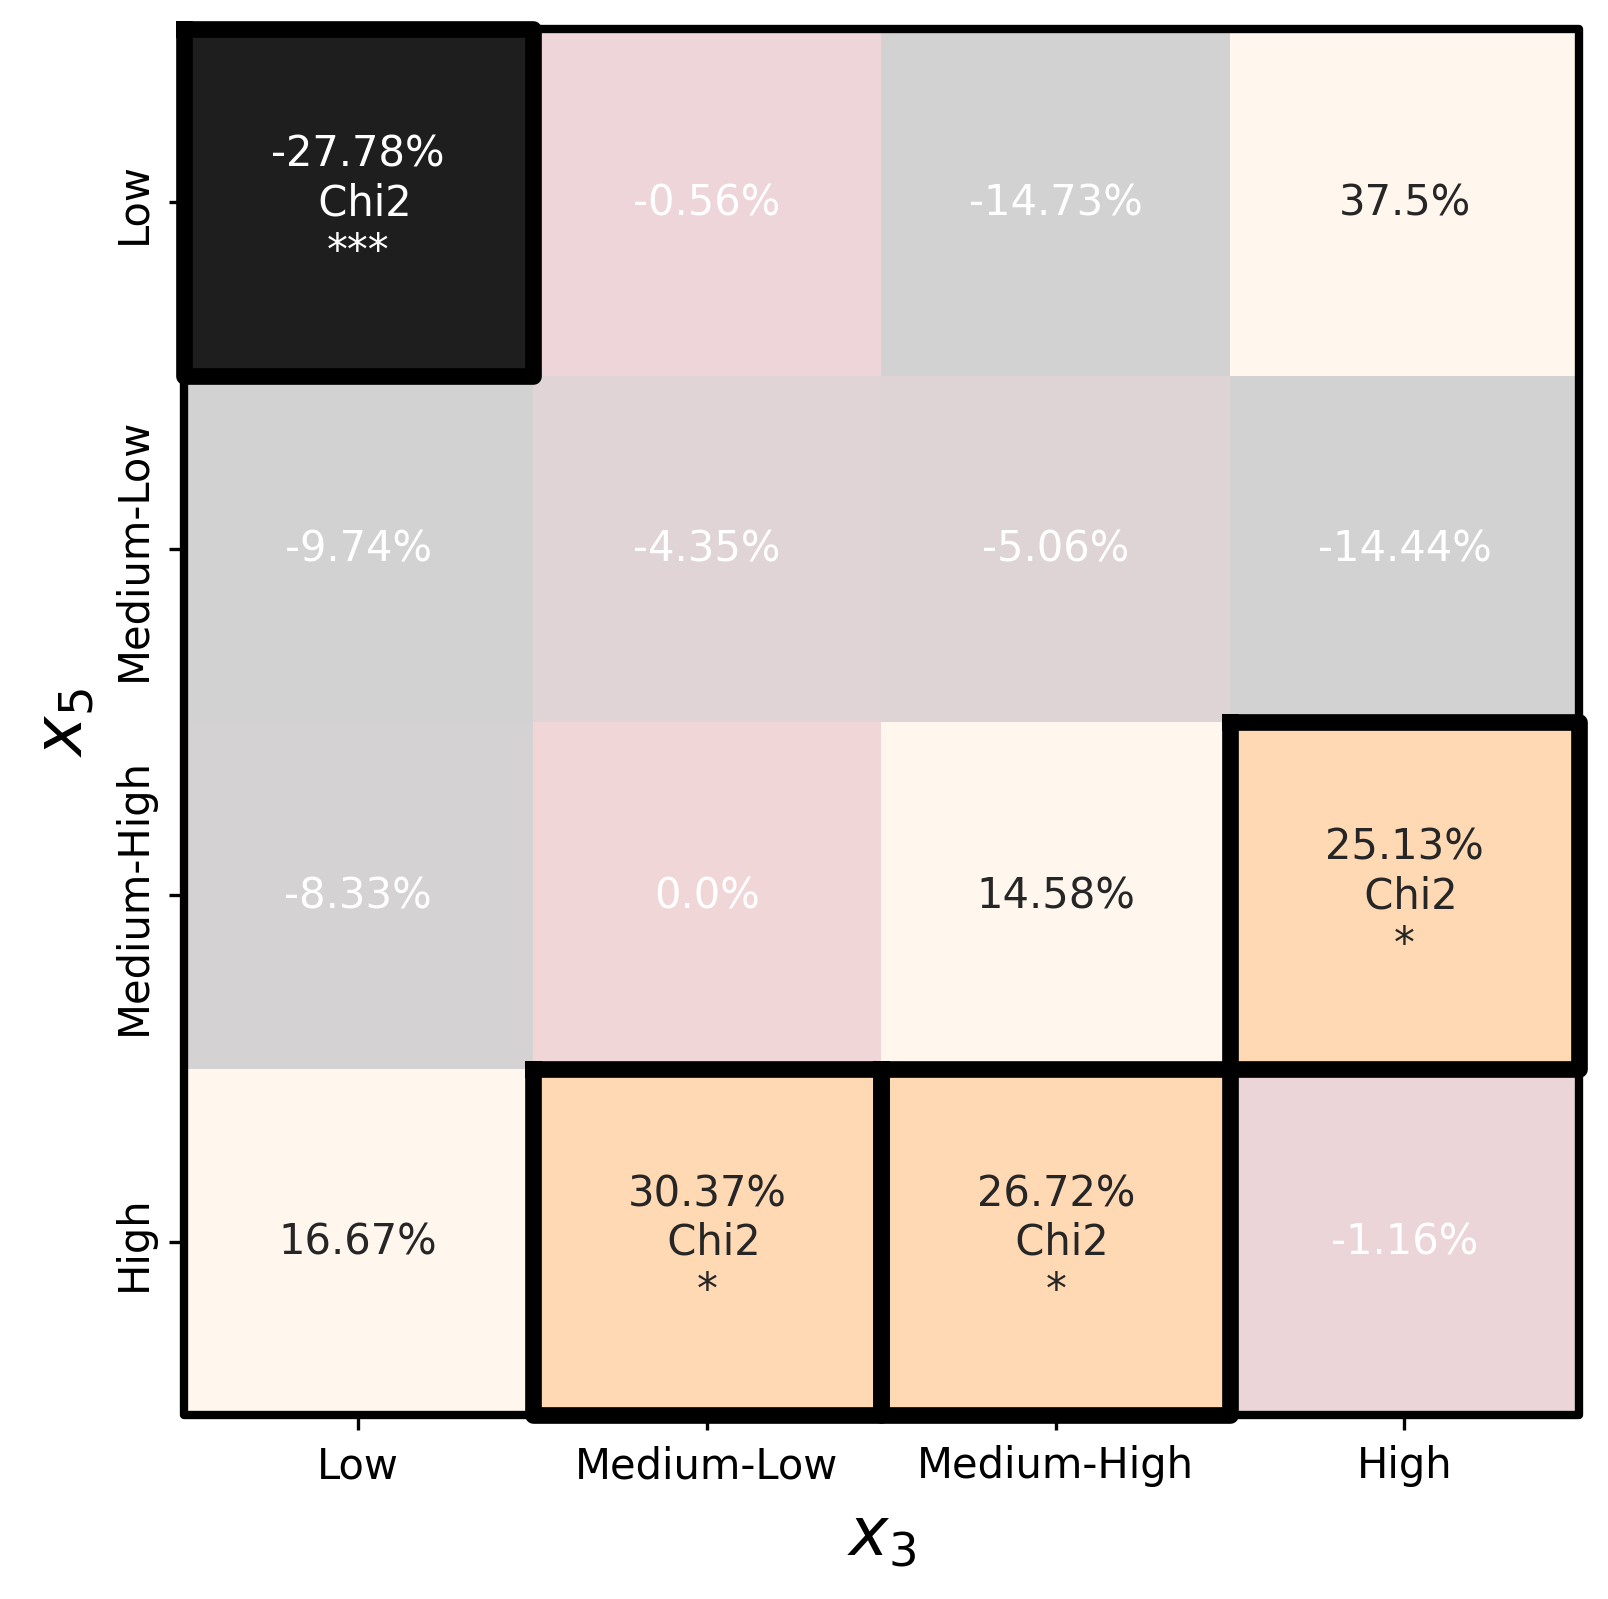 -27.78%
Chi2
***
-0.56%
-14.73%
37.5%
Low
-9.74%
-4.35%
-5.06%
-14.44%
Medium-Low
-8.33%
0.0%
14.58%
25.13%
Chi2
*
Medium-High
16.67%
30.37%
Chi2
*
26.72%
Chi2
*
-1.16%
High
x5
Low Medium-Low Medium-High High
x3